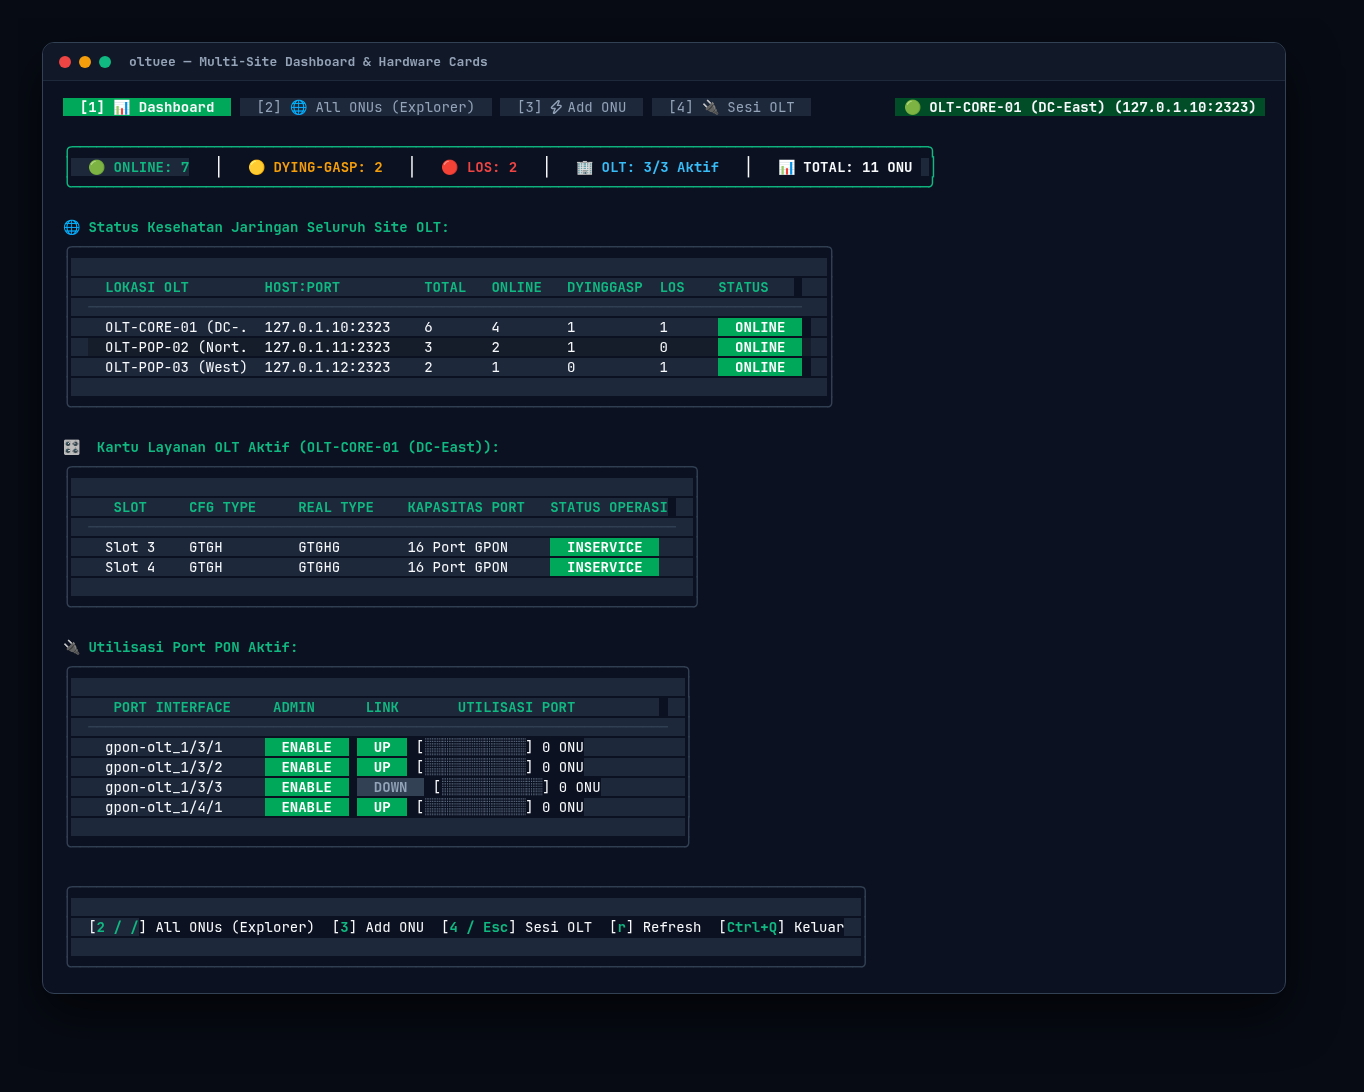 oltuee — Multi-Site Dashboard & Hardware Cards
[1] 📊 Dashboard [2] 🌐 All ONUs (Explorer) [3] ⚡ Add ONU [4] 🔌 Sesi OLT 🟢 OLT-CORE-01 (DC-East) (127.0.1.10:2323)
🟢 ONLINE: 7 │ 🟡 DYING-GASP: 2 │ 🔴 LOS: 2 │ 🏢 OLT: 3/3 Aktif │ 📊 TOTAL: 11 ONU
🌐 Status Kesehatan Jaringan Seluruh Site OLT:
LOKASI OLT HOST:PORT TOTAL ONLINE DYINGGASP LOS STATUS
OLT-CORE-01 (DC-. 127.0.1.10:2323 6 4 1 1 ONLINE
OLT-POP-02 (Nort. 127.0.1.11:2323 3 2 1 0 ONLINE
OLT-POP-03 (West) 127.0.1.12:2323 2 1 0 1 ONLINE
🎛️ Kartu Layanan OLT Aktif (OLT-CORE-01 (DC-East)):
SLOT CFG TYPE REAL TYPE KAPASITAS PORT STATUS OPERASI
Slot 3 GTGH GTGHG 16 Port GPON INSERVICE
Slot 4 GTGH GTGHG 16 Port GPON INSERVICE
🔌 Utilisasi Port PON Aktif:
PORT INTERFACE ADMIN LINK UTILISASI PORT
gpon-olt_1/3/1 ENABLE UP [░░░░░░░░░░░░] 0 ONU
gpon-olt_1/3/2 ENABLE UP [░░░░░░░░░░░░] 0 ONU
gpon-olt_1/3/3 ENABLE DOWN [░░░░░░░░░░░░] 0 ONU
gpon-olt_1/4/1 ENABLE UP [░░░░░░░░░░░░] 0 ONU
[2 / /] All ONUs (Explorer) [3] Add ONU [4 / Esc] Sesi OLT [r] Refresh [Ctrl+Q] Keluar